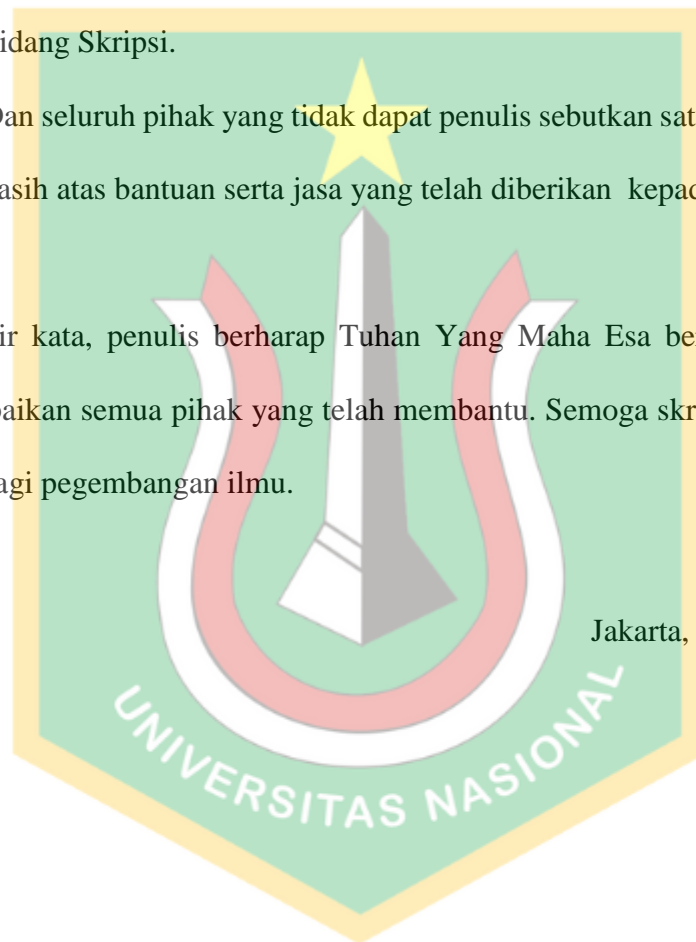 idang Skripsi.
Dan seluruh pihak yang tidak dapat penulis sebutkan sat
asih atas bantuan serta jasa yang telah diberikan kepad
ir kata, penulis berharap Tuhan Yang Maha Esa ber
baikan semua pihak yang telah membantu. Semoga skr
agi pegembangan ilmu.
Jakarta,
UNIVERSITAS NASIONAL